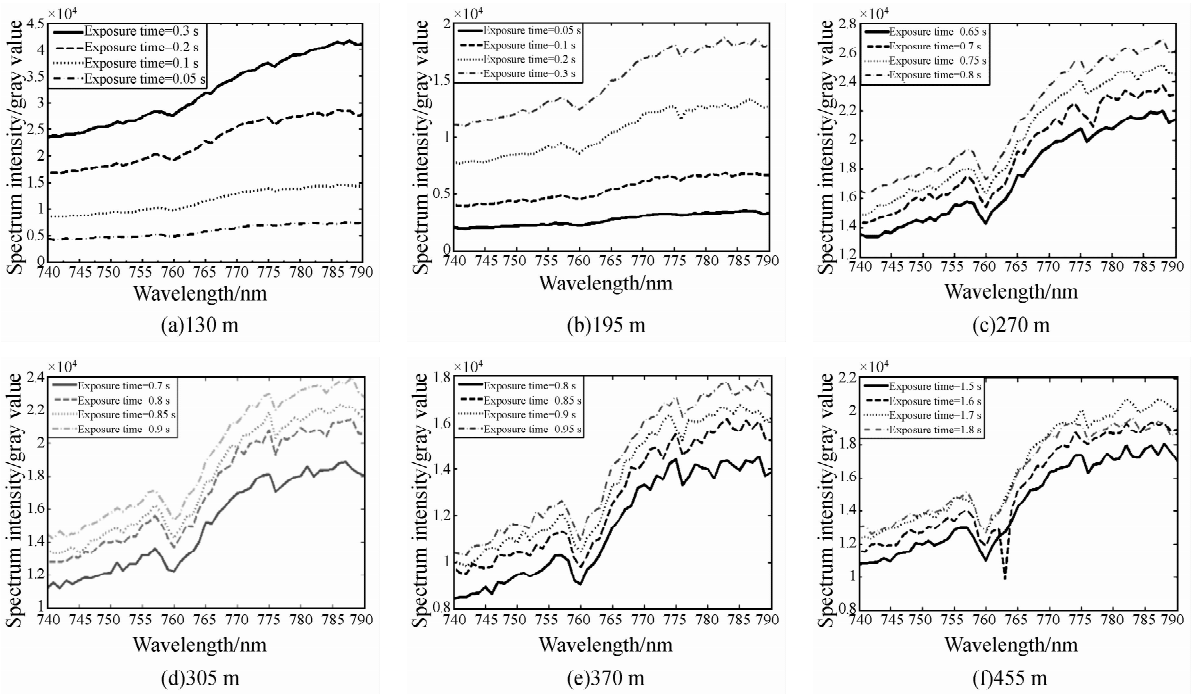 ×10⁴
4.5
4
3.5
3
2.5
2
1.5
1
0.5
0
Spectrum intensity/gray value
Exposure time=0.3 s
Exposure time=0.2 s
Exposure time=0.1 s
Exposure time=0.05 s
740 745 750 755 760 765 770 775 780 785 790
Wavelength/nm
(a)130 m
×10⁴
2
1.5
1
0.5
0
Spectrum intensity/gray value
Exposure time=0.05 s
Exposure time=0.1 s
Exposure time=0.2 s
Exposure time=0.3 s
740 745 750 755 760 765 770 775 780 785 790
Wavelength/nm
(b)195 m
×10⁴
2.8
2.6
2.4
2.2
2
1.8
1.6
1.4
1.2
Spectrum intensity/gray value
Exposure time 0.65 s
Exposure time 0.7 s
Exposure time 0.75 s
Exposure time 0.8 s
740 745 750 755 760 765 770 775 780 785 790
Wavelength/nm
(c)270 m
×10⁴
2.4
2.2
2
1.8
1.6
1.4
1.2
1
Spectrum intensity/gray value
Exposure time=0.7 s
Exposure time 0.8 s
Exposure time=0.85 s
Exposure time 0.9 s
740 745 750 755 760 765 770 775 780 785 790
Wavelength/nm
(d)305 m
×10⁴
1.8
1.6
1.4
1.2
1
0.8
Spectrum intensity/gray value
Exposure time=0.8 s
Exposure time=0.85 s
Exposure time=0.9 s
Exposure time=0.95 s
740 745 750 755 760 765 770 775 780 785 790
Wavelength/nm
(e)370 m
×10⁴
2.2
2
1.8
1.6
1.4
1.2
1
0.8
Spectrum intensity/gray value
Exposure time=1.5 s
Exposure time=1.6 s
Exposure time=1.7 s
Exposure time=1.8 s
740 745 750 755 760 765 770 775 780 785 790
Wavelength/nm
(f)455 m